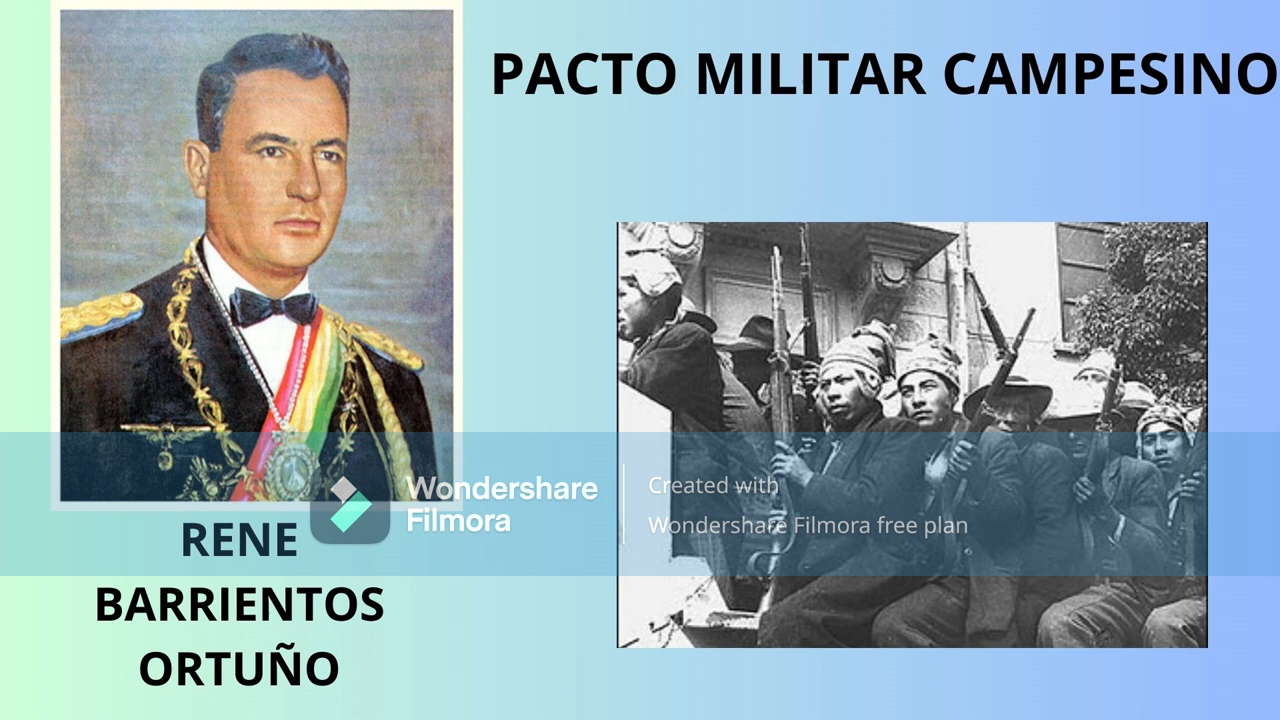 PACTO MILITAR CAMPESINO
Wondershare
Filmora
Created with
Wondershare Filmora free plan
RENE
BARRIENTOS
ORTUÑO